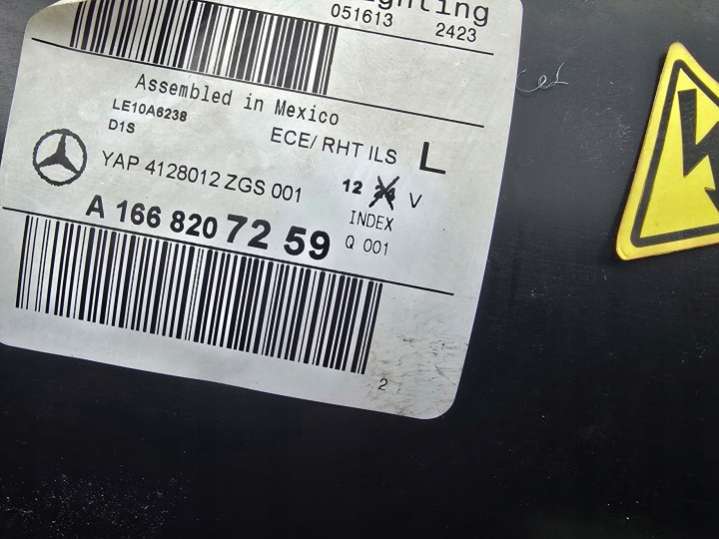 051613 2423
Assembled in Mexico
LE10A6238
D1S
ECE/ RHT ILS L
YAP 4128012 ZGS 001
12 24 V
A 166 820 72 59
INDEX
Q 001
2